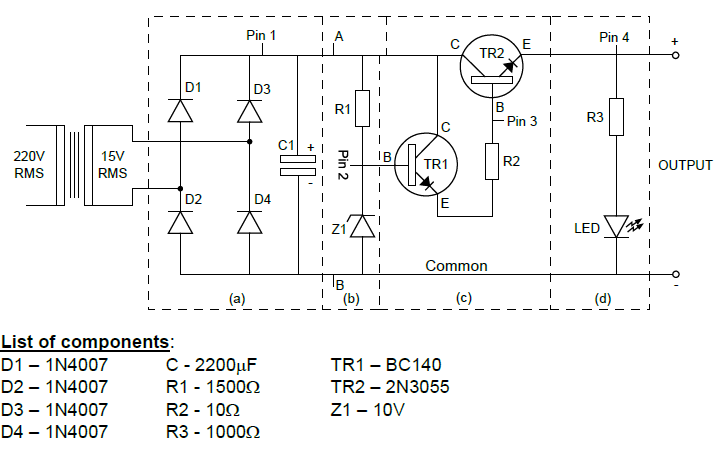 Pin 1
A
Pin 4
+
C
E
TR2
D1
D3
B
Pin 3
R1
R3
C
C1
+
220V
RMS
15V
RMS
Pin 2
B
TR1
R2
OUTPUT
-
D2
D4
E
Z1
LED
Common
B
-
(a)
(b)
(c)
(d)
List of components:
D1 – 1N4007 C - 2200μF TR1 – BC140
D2 – 1N4007 R1 - 1500Ω TR2 – 2N3055
D3 – 1N4007 R2 - 10Ω Z1 – 10V
D4 – 1N4007 R3 - 1000Ω